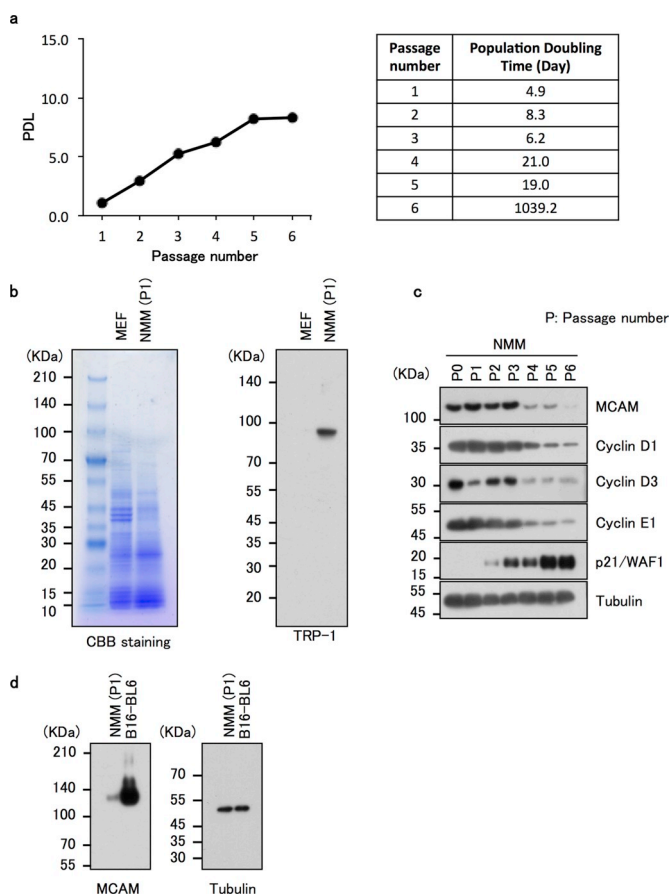 a
PDL
15.0
10.0
5.0
0.0
1 2 3 4 5 6
Passage number
Passage number Population Doubling Time (Day)
1 4.9
2 8.3
3 6.2
4 21.0
5 19.0
6 1039.2
b
MEF
NMM (P1)
(KDa)
210
140
100
70
55
45
35
30
20
15
10
CBB staining
MEF
NMM (P1)
(KDa)
140
100
70
55
45
35
30
20
TRP-1
c
P: Passage number
NMM
(KDa)
P0 P1 P2 P3 P4 P5 P6
100 MCAM
35 Cyclin D1
30 Cyclin D3
55
45 Cyclin E1
20
15 p21/WAF1
55
45 Tubulin
d
NMM (P1)
B16-BL6
(KDa)
210
140
100
70
55
MCAM
NMM (P1)
B16-BL6
(KDa)
70
55
45
35
30
Tubulin